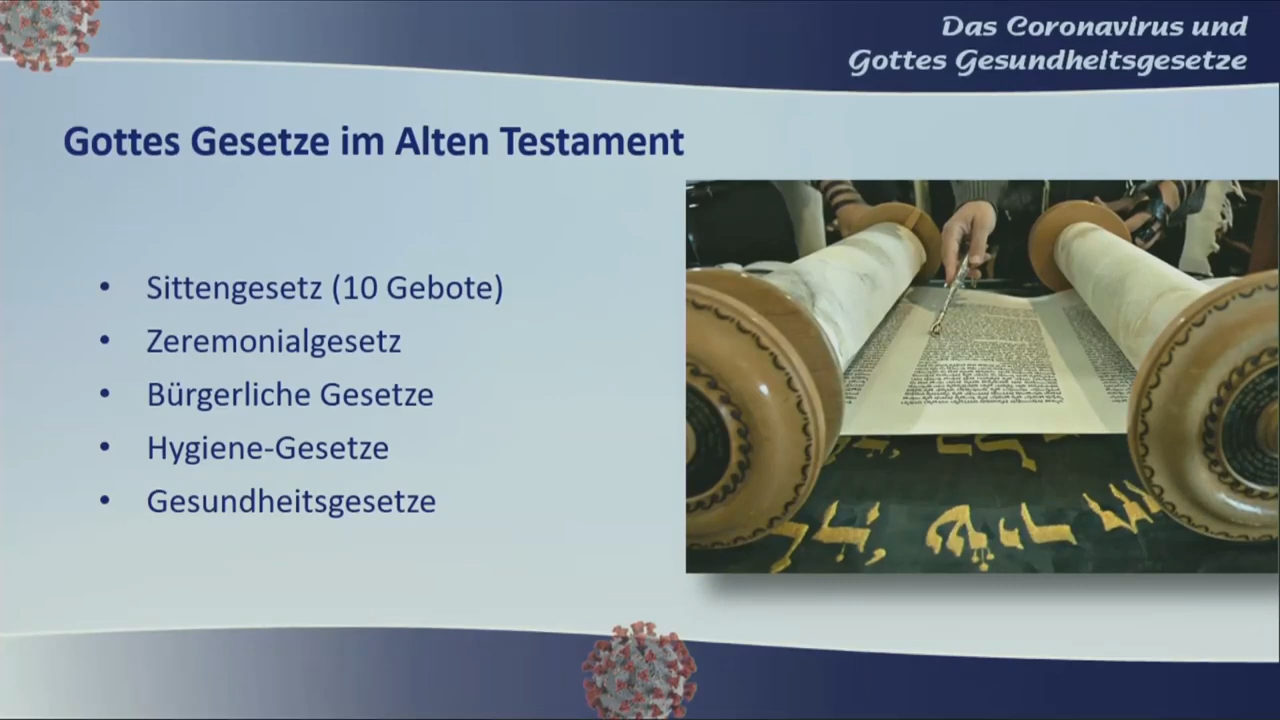 Das Coronavirus und
Gottes Gesundheitsgesetze
Gottes Gesetze im Alten Testament
• Sittengesetz (10 Gebote)
• Zeremonialgesetz
• Bürgerliche Gesetze
• Hygiene-Gesetze
• Gesundheitsgesetze